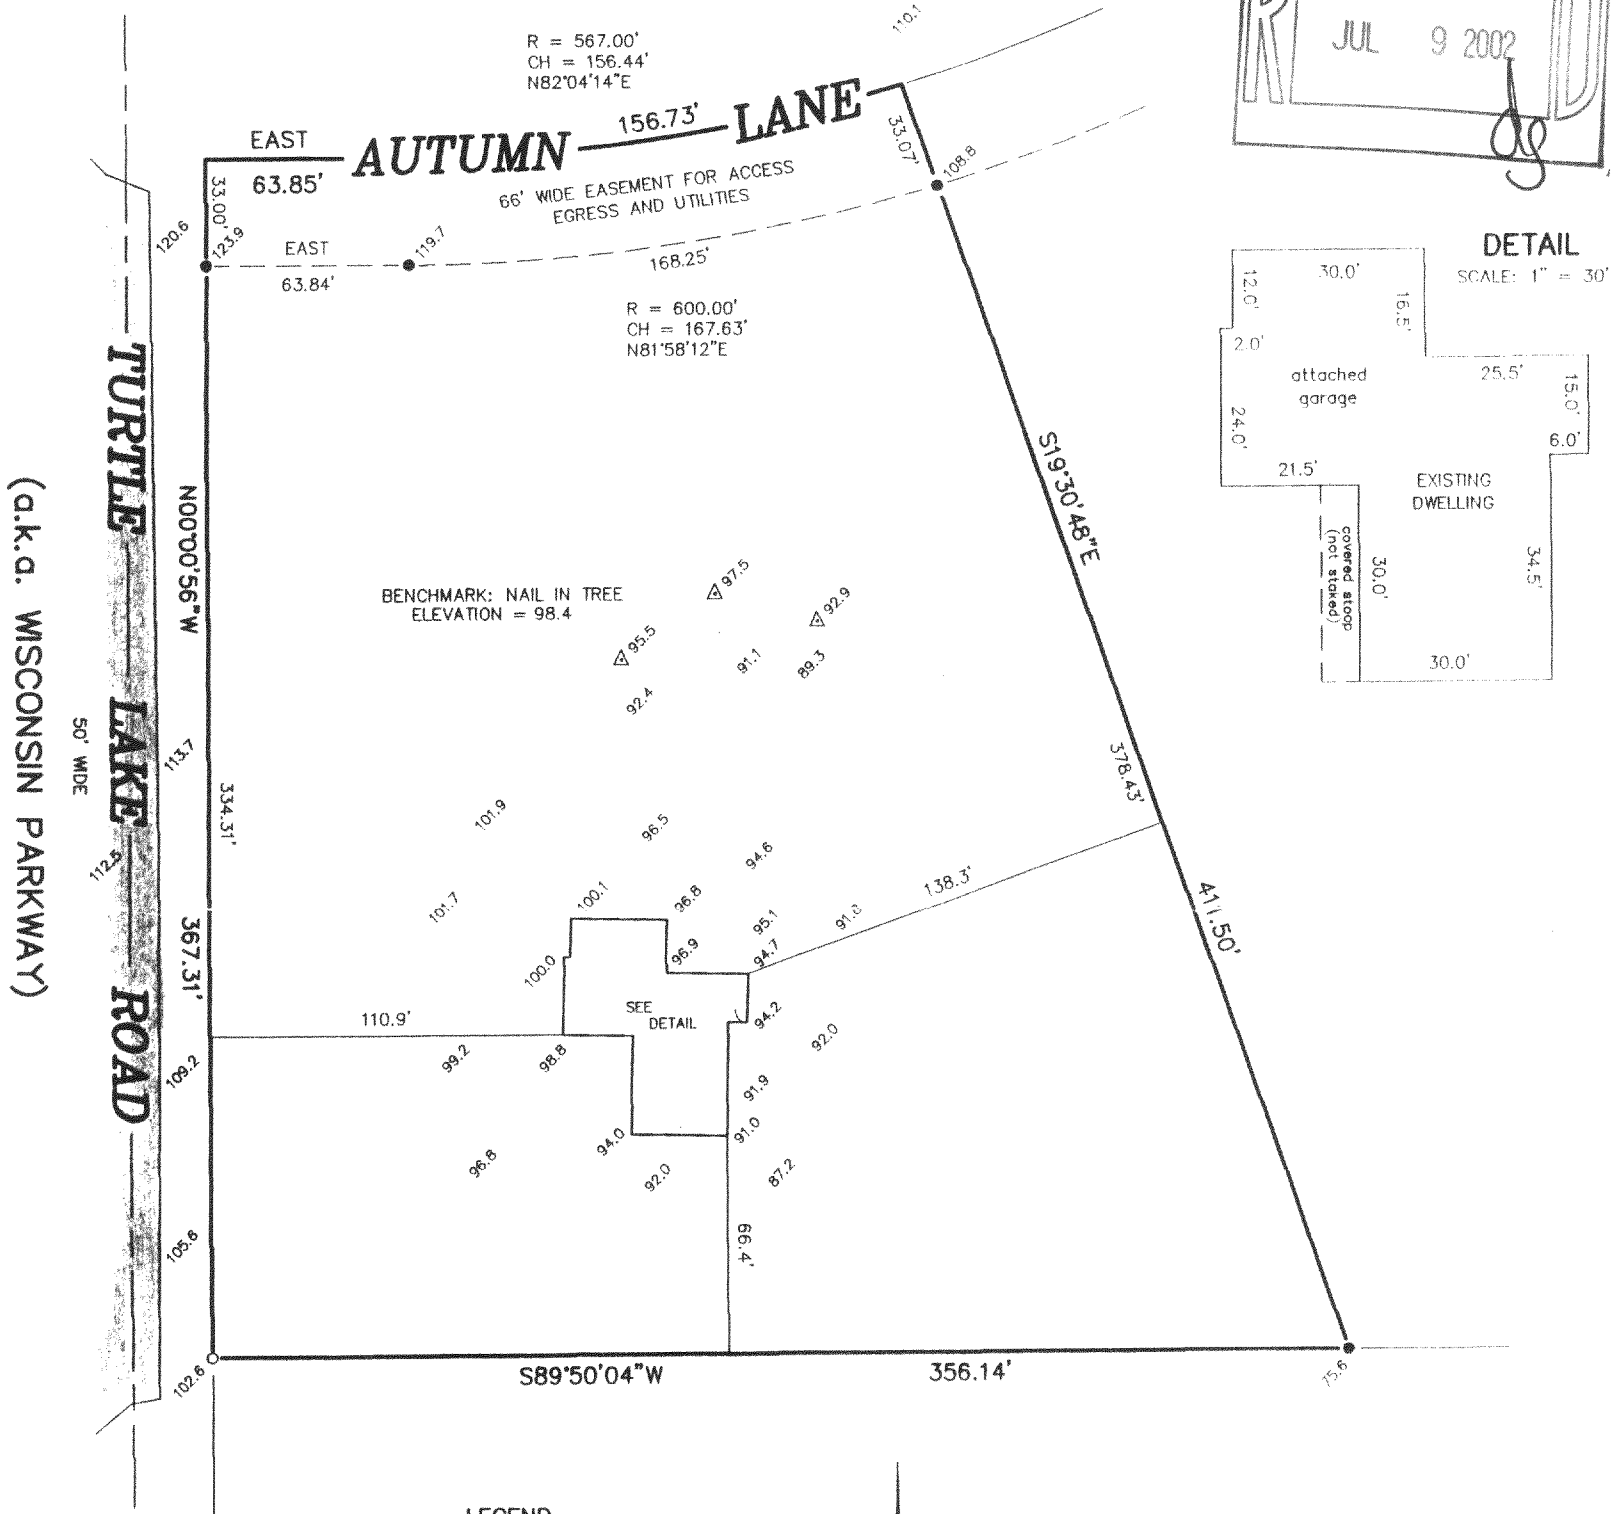 R = 567.00'
CH = 156.44'
N82°04'14"E
110.1
R D
JUL 9 2002
EAST
AUTUMN
156.73'
LANE
63.85'
66' WIDE EASEMENT FOR ACCESS
EGRESS AND UTILITIES
33.07'
108.8
33.00'
120.6
123.9
EAST
63.84'
119.7
168.25'
R = 600.00'
CH = 167.63'
N81°58'12"E
DETAIL
SCALE: 1" = 30'
30.0'
12.0'
16.5'
2.0'
attached
garage
25.5'
15.0'
24.0'
6.0'
21.5'
EXISTING
DWELLING
covered stoop
(not staked)
30.0'
34.5'
30.0'
TURTLE LAKE ROAD
(a.k.a. WISCONSIN PARKWAY)
50' WIDE
N00°00'56"W
S19°30'48"E
BENCHMARK: NAIL IN TREE
ELEVATION = 98.4
97.5
92.9
95.5
91.1
89.3
92.4
113.7
334.31'
378.43'
101.9
96.5
94.6
112.5
138.3'
411.50'
101.7
100.1
96.8
95.1
367.31'
96.9
94.7
100.0
SEE
DETAIL
94.2
92.0
110.9'
99.2
98.8
109.2
91.9
94.0
91.0
96.8
92.0
87.2
105.6
66.4'
102.6
S89°50'04"W
356.14'
75.6
LEGEND